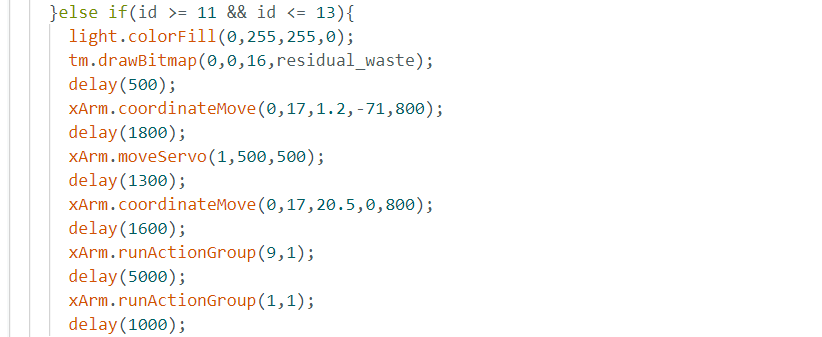 }else if(id >= 11 && id <= 13){
light.colorFill(0,255,255,0);
tm.drawBitmap(0,0,16,residual_waste);
delay(500);
xArm.coordinateMove(0,17,1.2,-71,800);
delay(1800);
xArm.moveServo(1,500,500);
delay(1300);
xArm.coordinateMove(0,17,20.5,0,800);
delay(1600);
xArm.runActionGroup(9,1);
delay(5000);
xArm.runActionGroup(1,1);
delay(1000);